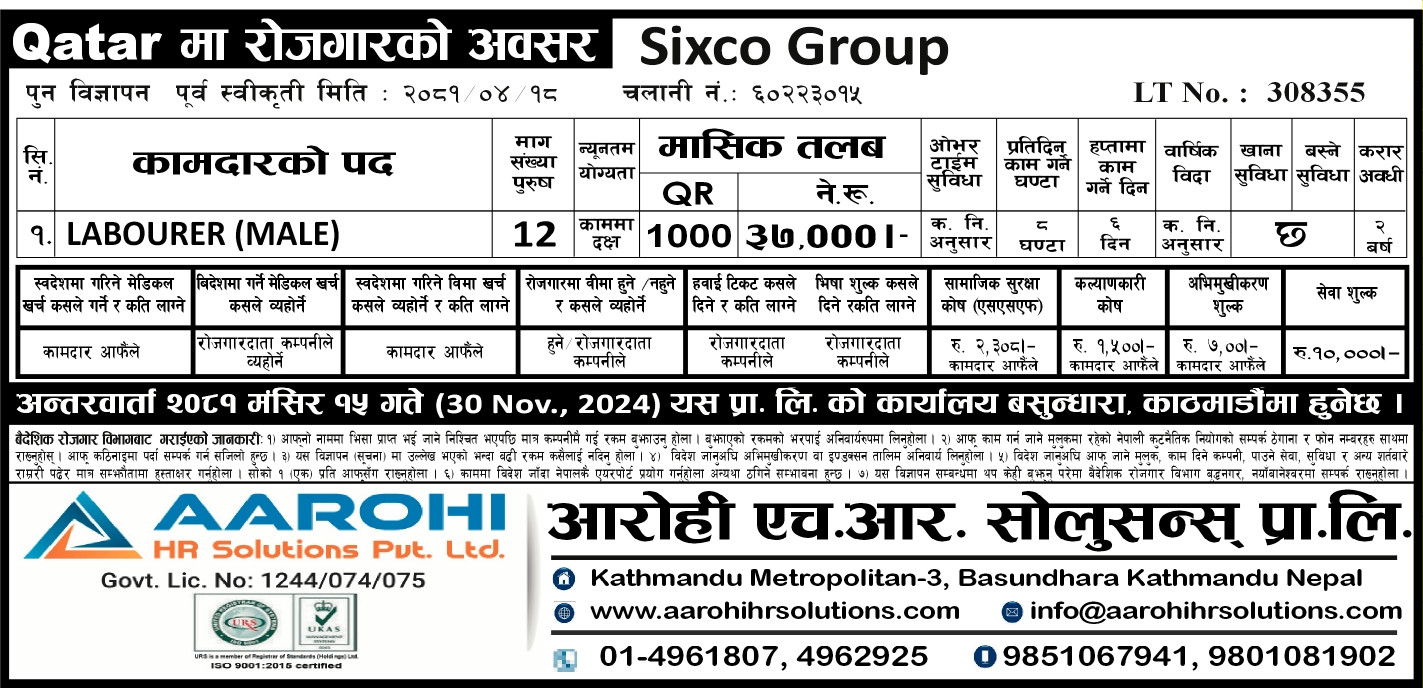 Qatar मा रोजगारको अवसर Sixco Group
पुन विज्ञापन पूर्व स्वीकृती मिति : २०८१/०४/१८ चलानी नं.: ६०२२३०१५ LT No. : 308355
सि. नं. कामदारको पद माग संख्या पुरुष न्यूनतम योग्यता मासिक तलब ओभर टाईम सुविधा प्रतिदिन काम गर्ने घण्टा हप्तामा काम गर्ने दिन वार्षिक विदा खाना सुविधा बस्ने सुविधा करार अवधी
QR ने.रू.
१. LABOURER (MALE) 12 काममा दक्ष 1000 ३७,०००।- क. नि. अनुसार ८ घण्टा ६ दिन क. नि. अनुसार छ २ बर्ष
स्वदेशमा गरिने मेडिकल खर्च कसले गर्ने र कति लाग्ने बिदेशमा गर्ने मेडिकल खर्च कसले व्यहोर्ने स्वदेशमा गरिने विमा खर्च कसले व्यहोर्ने र कति लाग्ने रोजगारमा वीमा हुने /नहुने र कसले व्यहोर्ने हवाई टिकट कसले दिने र कति लाग्ने भिषा शुल्क कसले दिने रकति लाग्ने सामाजिक सुरक्षा कोष (एसएसएफ) कल्याणकारी कोष अभिमुखीकरण शुल्क सेवा शुल्क
कामदार आफैले रोजगारदाता कम्पनीले व्यहोर्ने कामदार आफैले हुने/रोजगारदाता कम्पनीले रोजगारदाता कम्पनीले रोजगारदाता कम्पनीले रु. २,३०८।- कामदार आफैले रु. १,५००।- कामदार आफैले रु. ७,००।- कामदार आफैले रु.१०,०००।-
अन्तरवार्ता २०८१ मंसिर १५ गते (30 Nov., 2024) यस प्रा. लि. को कार्यालय बसुन्धारा, काठमाडौंमा हुनेछ ।
बैदेशिक रोजगार विभागबाट गराईएको जानकारी: १) आफ्नो नाममा भिसा प्राप्त भई जाने निश्चित भएपछि मात्र कम्पनीमै गई रकम बुझाउनु होला । बुझाएको रकमको भरपाई अनिवार्यरुपमा लिनुहोला । २) आफू काम गर्न जाने मुलुकमा रहेको नेपाली कुटनैतिक नियोगको सम्पर्क ठेगाना र फोन नम्बरहरु साथमा
राख्नुहोस् । आफू कठिनाइमा पर्दा सम्पर्क गर्न सजिलो हुन्छ । ३) यस विज्ञापन (सूचना) मा उल्लेख भएको भन्दा बढी रकम कसैलाई नदिनु होला । ४) विदेश जानुअघि अभिमुखीकरण वा इण्डक्सन तालिम अनिवार्य लिनुहोला । ५) विदेश जानुअघि आफू जाने मुलुक, काम दिने कम्पनी, पाउने सेवा, सुविधा र अन्य शर्तबारे
राम्ररी पढेर मात्र सम्झौतामा हस्ताक्षर गर्नुहोला । सोको १ (एक) प्रति आफूसँग राख्नुहोला । ६) काममा विदेश जाँदा नेपालकै एयरपोर्ट प्रयोग गर्नुहोला अन्यथा ठगिने सम्भावना हुन्छ । ७) यस विज्ञापन सम्बन्धमा थप केही बुझ्नु परेमा बैदेशिक रोजगार विभाग बुद्धनगर, नयाँबानेश्वरमा सम्पर्क राख्नुहोला ।
AAROHI
HR Solutions Pvt. Ltd.
Govt. Lic. No: 1244/074/075
URS
UKAS
MANAGEMENT SYSTEMS
URS is a member of Registrar of Standards (Holdings) Ltd.
ISO 9001:2015 certified
आरोही एच.आर. सोलुसन्स् प्रा.लि.
Kathmandu Metropolitan-3, Basundhara Kathmandu Nepal
www.aarohihrsolutions.com info@aarohihrsolutions.com
01-4961807, 4962925 9851067941, 9801081902